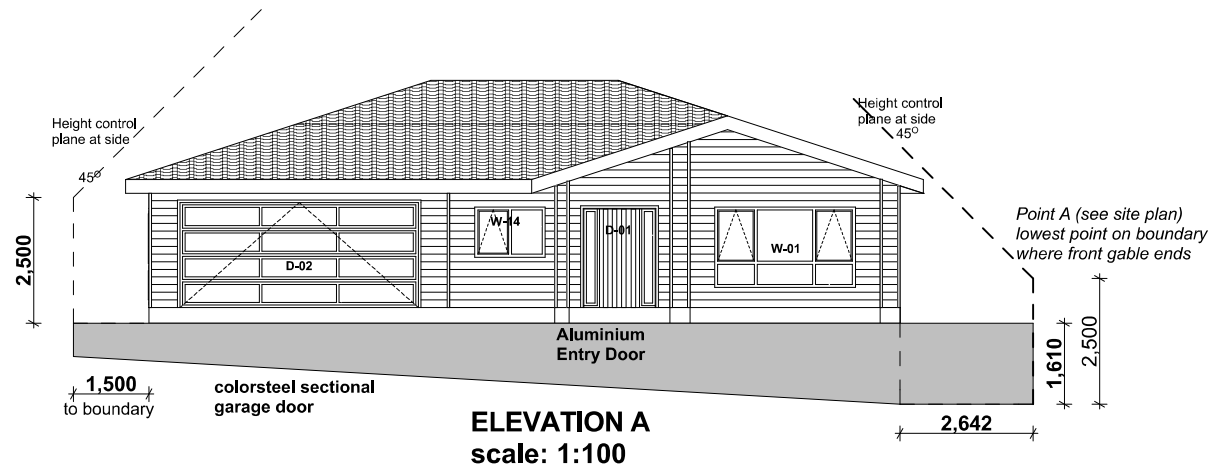 Height control
plane at side
45°
Height control
plane at side
45°
W-14
D-01
W-01
D-02
Point A (see site plan)
lowest point on boundary
where front gable ends
2,500
Aluminium
Entry Door
1,610
2,500
1,500
to boundary
colorsteel sectional
garage door
2,642
ELEVATION A
scale: 1:100